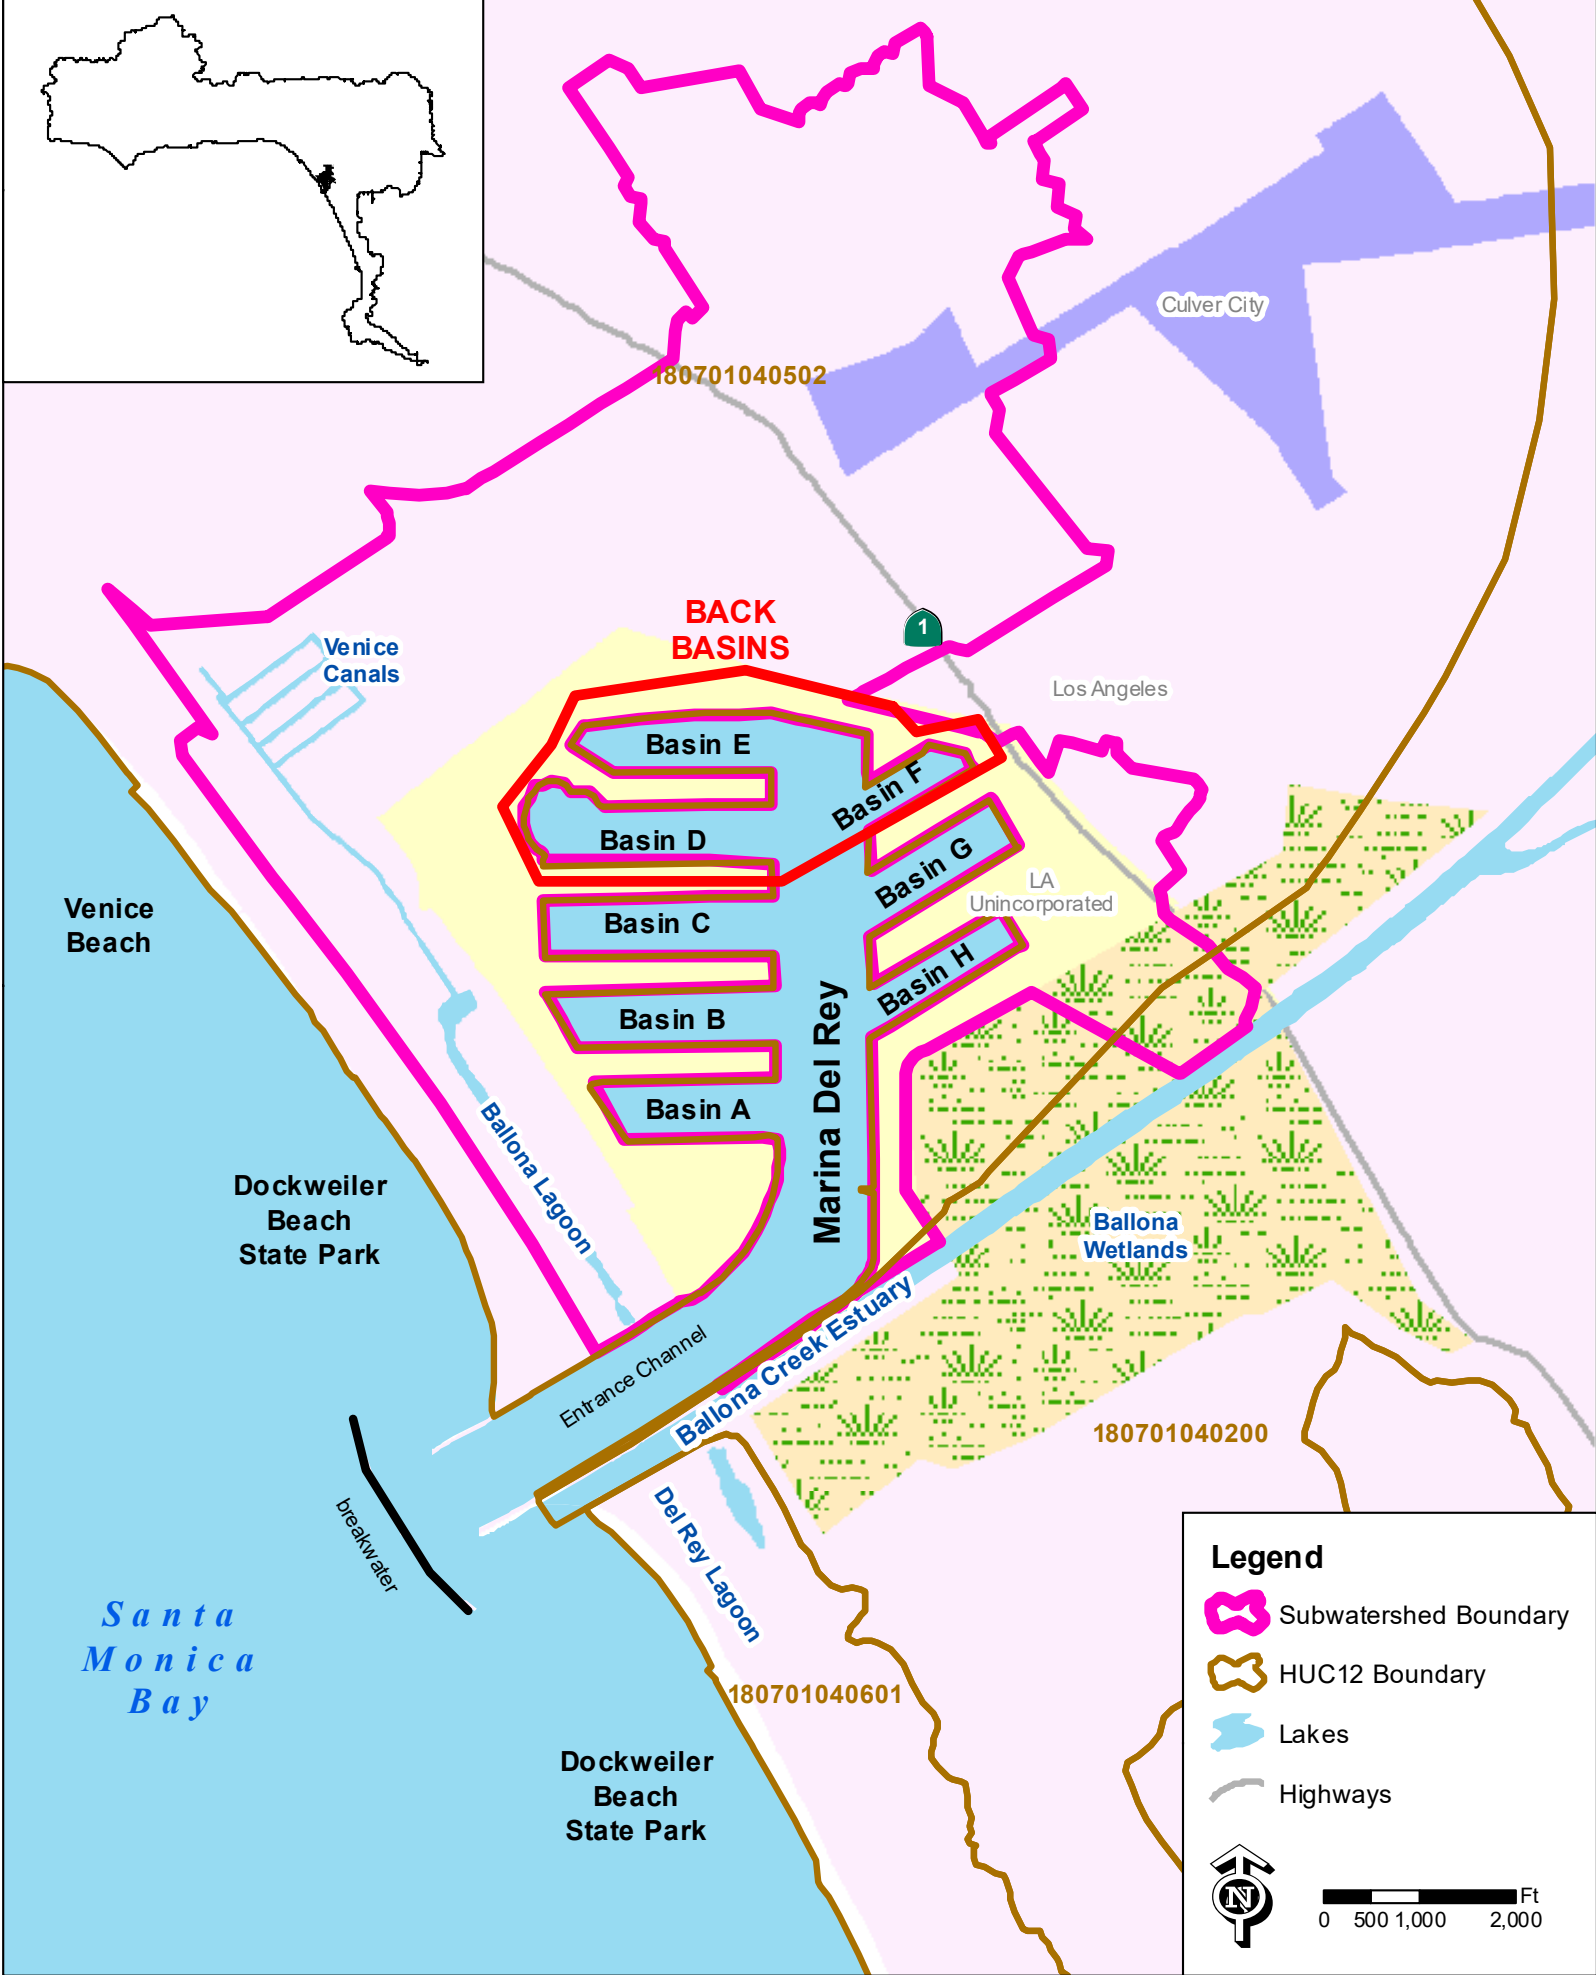 Culver City
180701040502
BACK
BASINS
1
Venice
Canals
Los Angeles
Basin E
Basin F
Basin D
Basin G
LA
Unincorporated
Venice
Beach
Basin C
Basin H
Basin B
Marina Del Rey
Basin A
Ballona Lagoon
Dockweiler
Beach
State Park
Ballona
Wetlands
Entrance Channel
Ballona Creek Estuary
180701040200
breakwater
Del Rey Lagoon
Santa
Monica
Bay
180701040601
Dockweiler
Beach
State Park
Legend
Subwatershed Boundary
HUC12 Boundary
Lakes
Highways
N
Ft
0 500 1,000 2,000